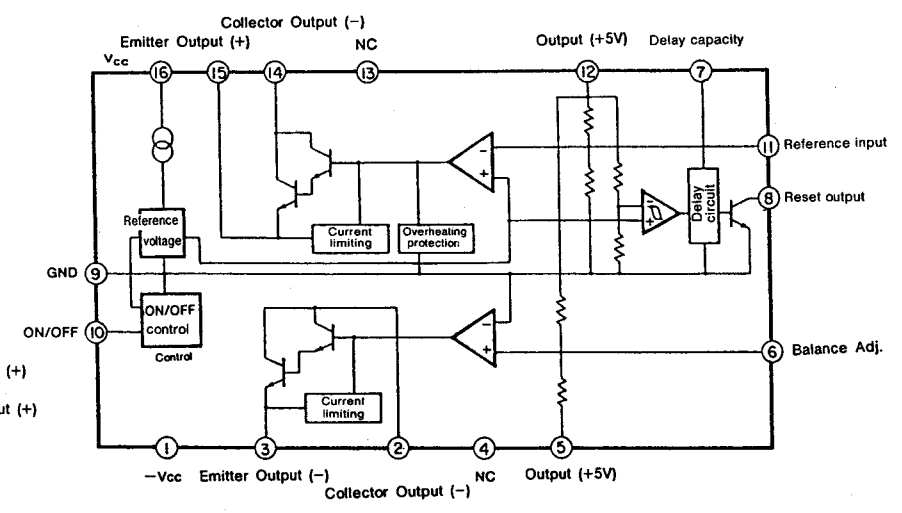 Collector Output (−)
Emitter Output (+)
NC
Output (+5V)
Delay capacity
Vcc
16
15
14
13
12
7
−
+
11
Reference input
−
+
Delay circuit
8
Reset output
Reference
voltage
Current
limiting
Overheating
protection
GND
9
ON/OFF
control
ON/OFF
10
Control
−
+
6
Balance Adj.
(+)
ut (+)
Current
limiting
1
3
2
4
5
−Vcc
Emitter Output (−)
NC
Output (+5V)
Collector Output (−)